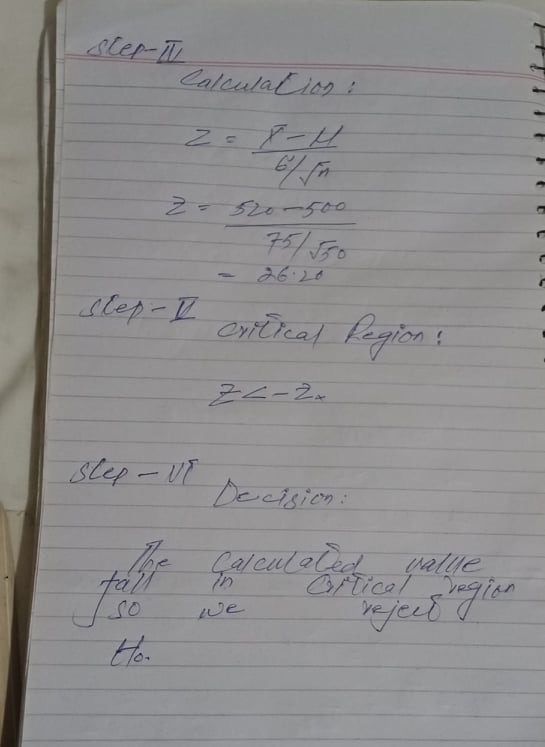 Step-IV
Calculation:
Z = X̄ - μ
σ/√n
Z = 520-500
75/√50
= 26.20
Step-V
Critical Region:
Z < -Zα
Step-VI
Decision:
The Calculated value
fall in Critical region
so we reject
Ho.